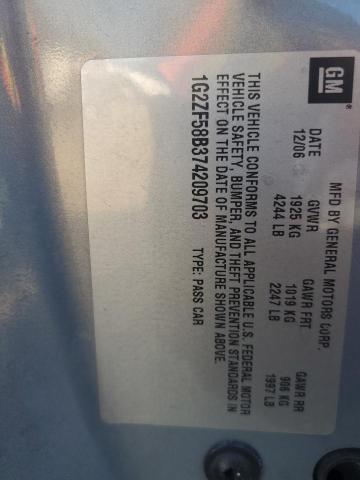 GM
MFD BY GENERAL MOTORS CORP.
DATE GVWR GAWR FRT GAWR RR
12/06 1925 KG 1019 KG 906 KG
4244 LB 2247 LB 1997 LB
THIS VEHICLE CONFORMS TO ALL APPLICABLE U.S. FEDERAL MOTOR
VEHICLE SAFETY, BUMPER, AND THEFT PREVENTION STANDARDS IN
EFFECT ON THE DATE OF MANUFACTURE SHOWN ABOVE.
1G2ZF58B374209703 TYPE: PASS CAR